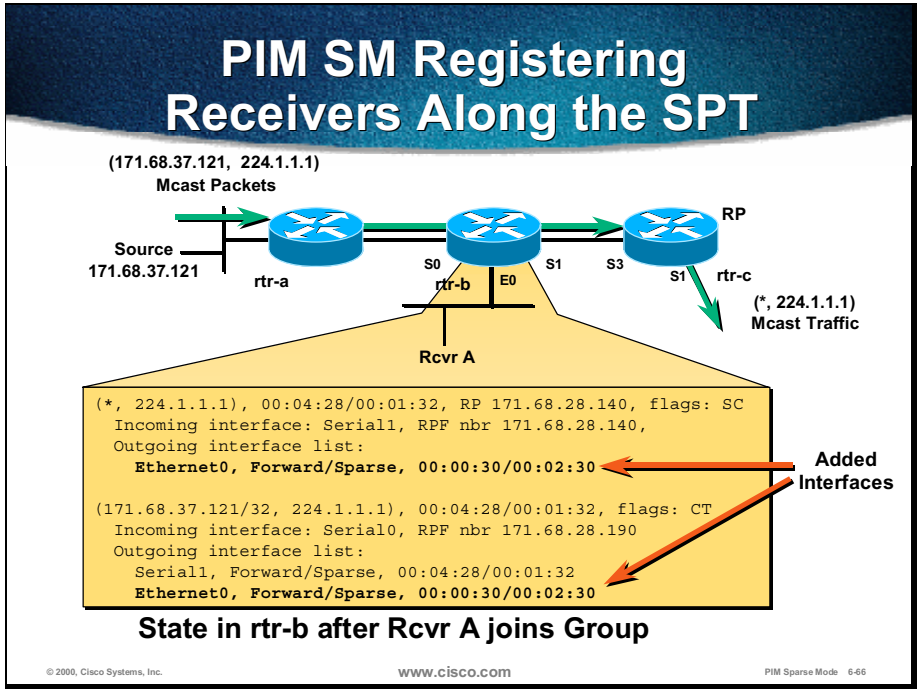 PIM SM Registering
Receivers Along the SPT
(171.68.37.121, 224.1.1.1)
Mcast Packets
RP
Source
171.68.37.121
rtr-a
S0
rtr-b
E0
S1
S3
S1
rtr-c
(*, 224.1.1.1)
Mcast Traffic
Rcvr A
(*, 224.1.1.1), 00:04:28/00:01:32, RP 171.68.28.140, flags: SC
Incoming interface: Serial1, RPF nbr 171.68.28.140,
Outgoing interface list:
Ethernet0, Forward/Sparse, 00:00:30/00:02:30
Added
Interfaces
(171.68.37.121/32, 224.1.1.1), 00:04:28/00:01:32, flags: CT
Incoming interface: Serial0, RPF nbr 171.68.28.190
Outgoing interface list:
Serial1, Forward/Sparse, 00:04:28/00:01:32
Ethernet0, Forward/Sparse, 00:00:30/00:02:30
State in rtr-b after Rcvr A joins Group
© 2000, Cisco Systems, Inc.
www.cisco.com
PIM Sparse Mode 6-66